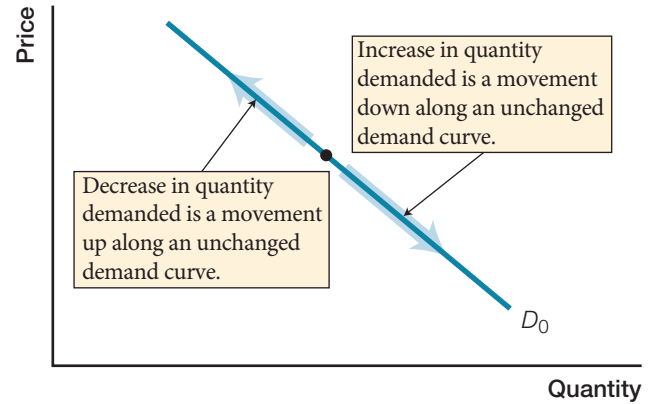 Price
Increase in quantity
demanded is a movement
down along an unchanged
demand curve.
Decrease in quantity
demanded is a movement
up along an unchanged
demand curve.
D0
Quantity